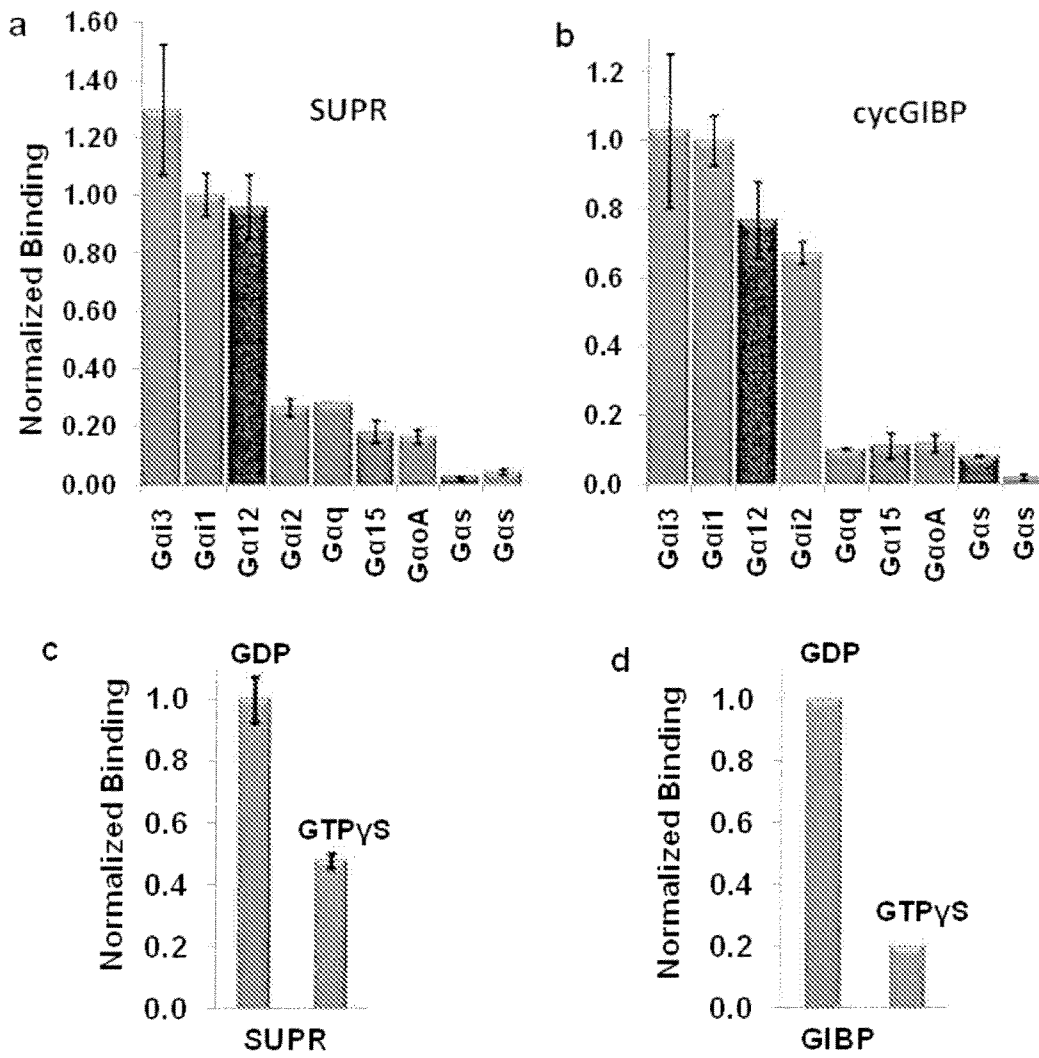 a
Normalized Binding
1.60
1.40
1.20
1.00
0.80
0.60
0.40
0.20
0.00
SUPR
Gαi3
Gαi1
Gα12
Gαi2
Gαq
Gα15
GαoA
Gαs
Gαs
b
1.2
1.0
0.8
0.6
0.4
0.2
0.0
cycGIBP
Gαi3
Gαi1
Gα12
Gαi2
Gαq
Gα15
GαoA
Gαs
Gαs
c
Normalized Binding
1.0
0.8
0.6
0.4
0.2
0.0
GDP
GTPγS
SUPR
d
Normalized Binding
1.0
0.8
0.6
0.4
0.2
0.0
GDP
GTPγS
GIBP